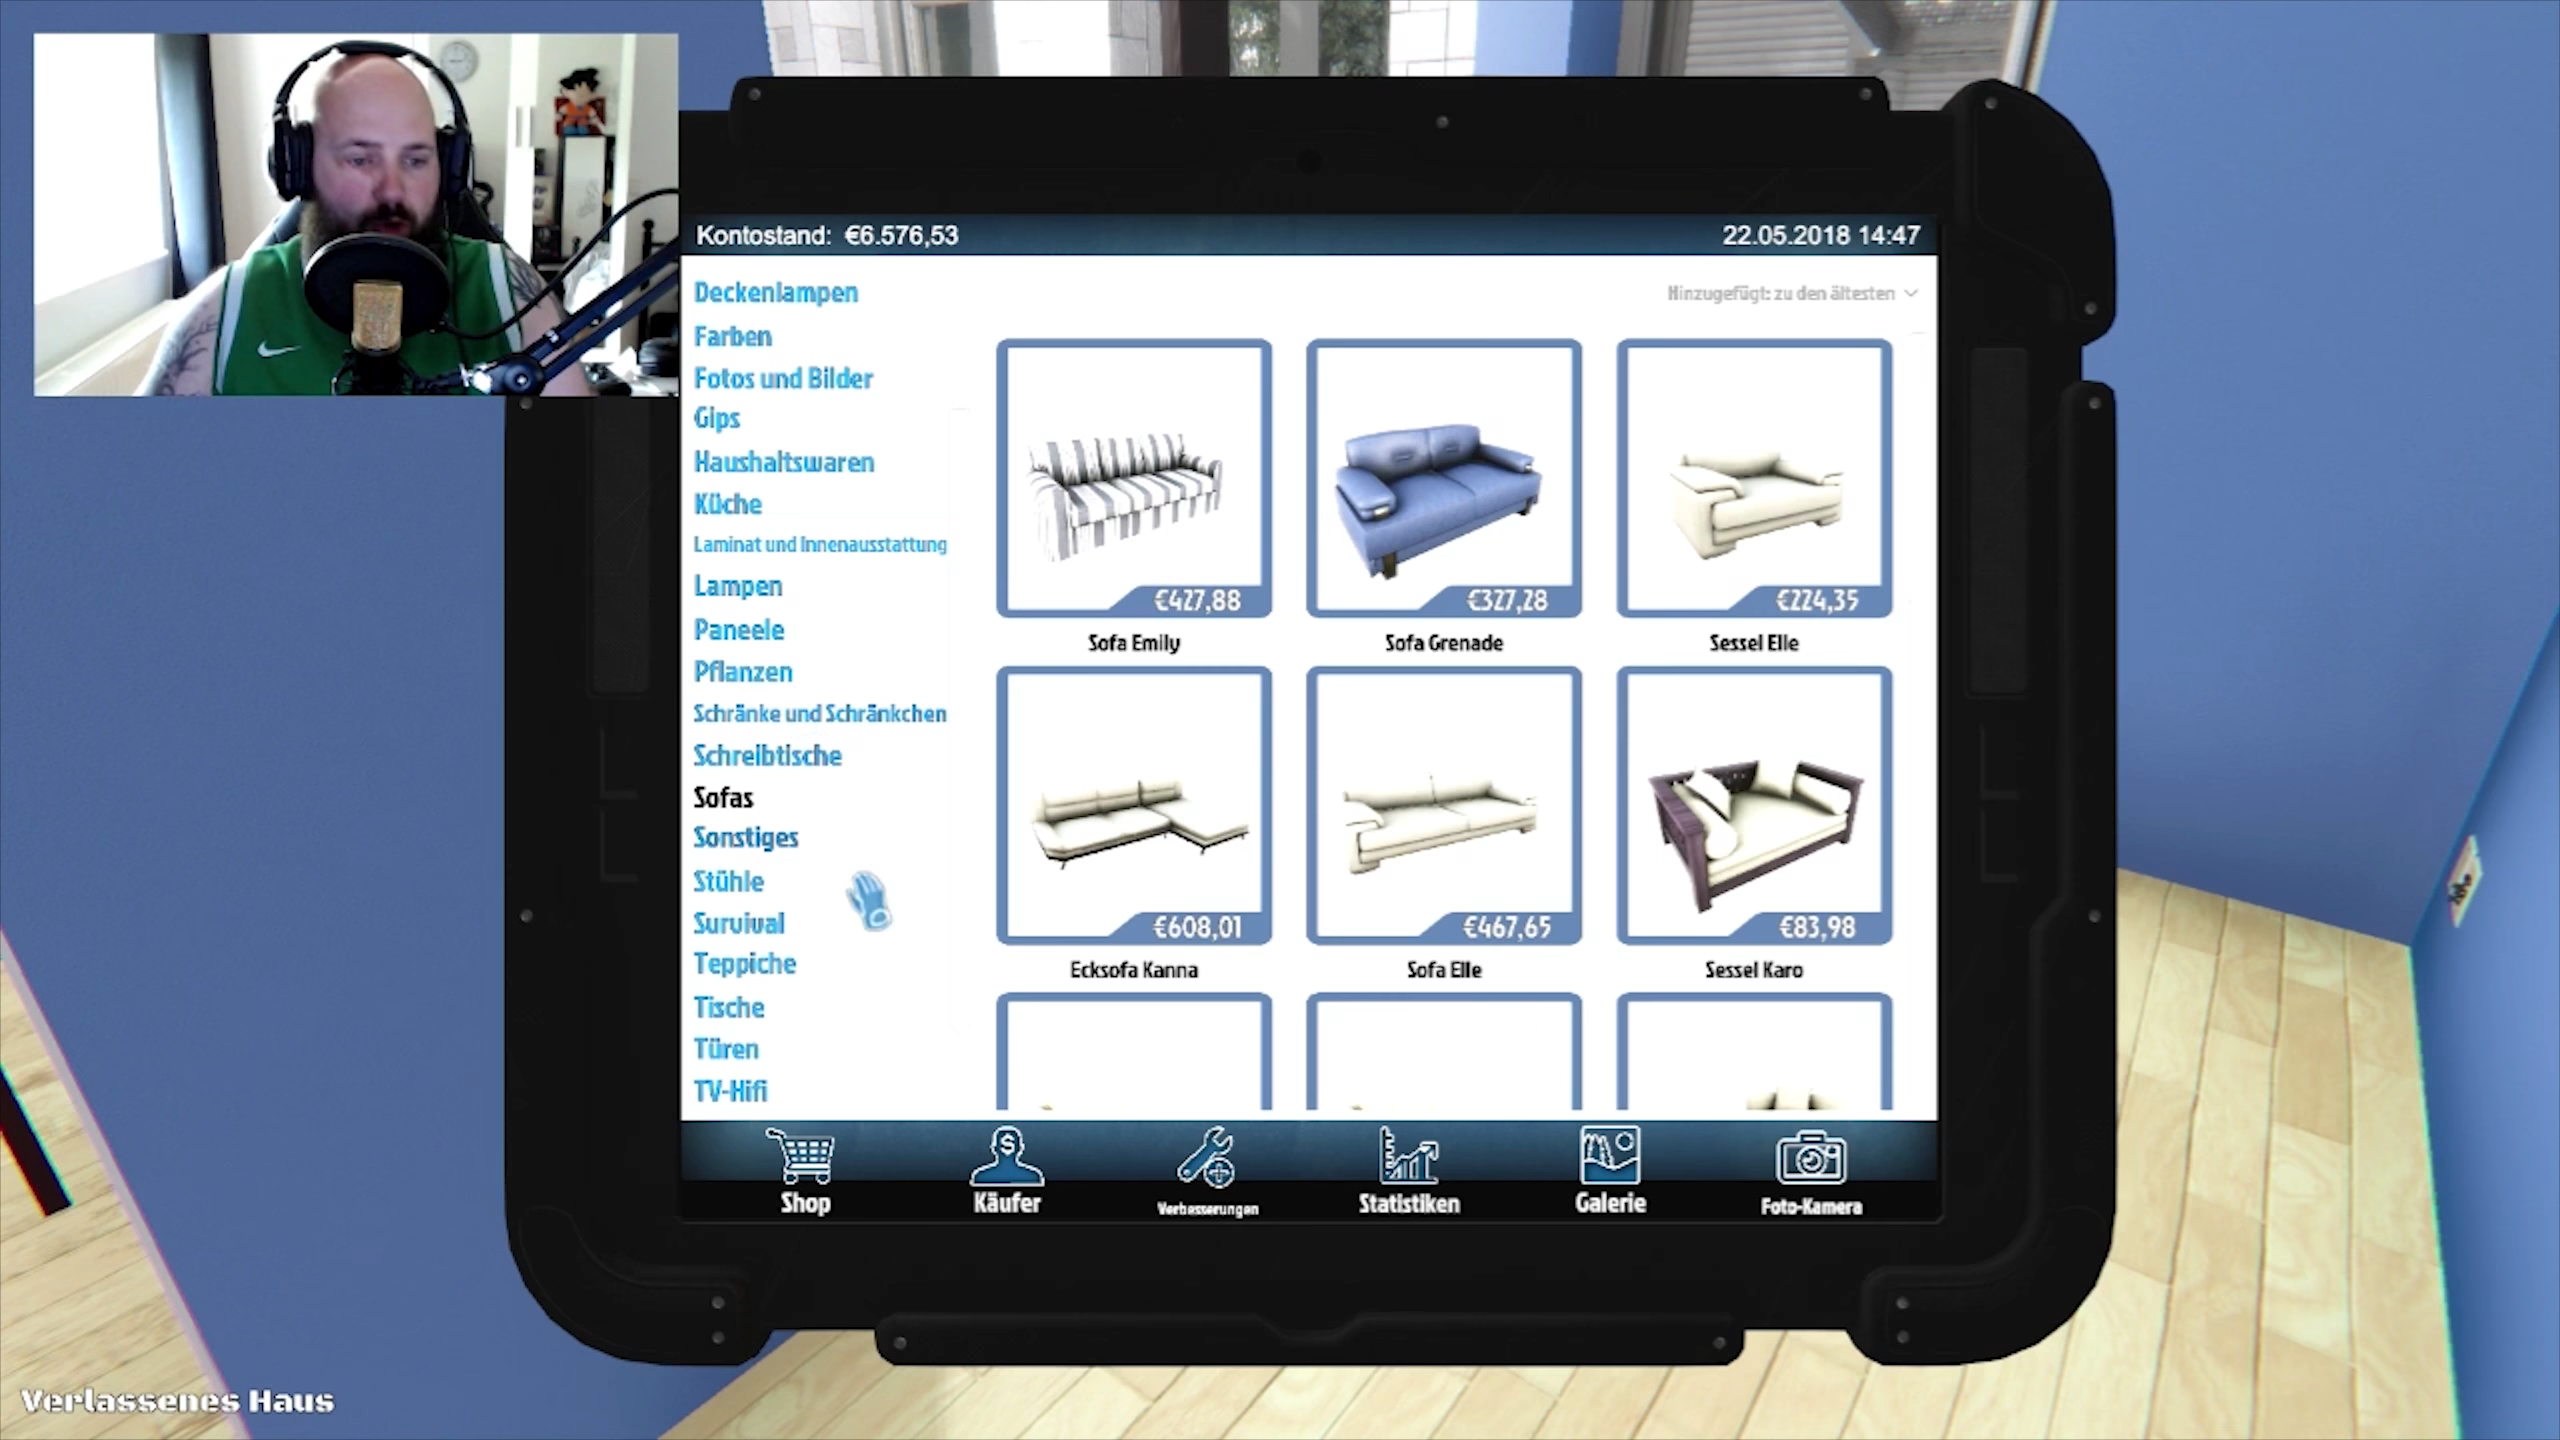 Kontostand: €6.576,53
22.05.2018 14:47
Deckenlampen
Hinzugefügt: zu den ältesten
Farben
Fotos und Bilder
Gips
Haushaltswaren
Küche
Laminat und Innenausstattung
Lampen
Paneele
Pflanzen
Schränke und Schränkchen
Schreibtische
Sofas
Sonstiges
Stühle
Survival
Teppiche
Tische
Türen
TV-Hifi
€427,88
€327,28
€224,35
Sofa Emily
Sofa Grenade
Sessel Elle
€608,01
€467,65
€83,98
Ecksofa Kanna
Sofa Elle
Sessel Karo
Shop
Käufer
Verbesserungen
Statistiken
Galerie
Foto-Kamera
Verlassenes Haus